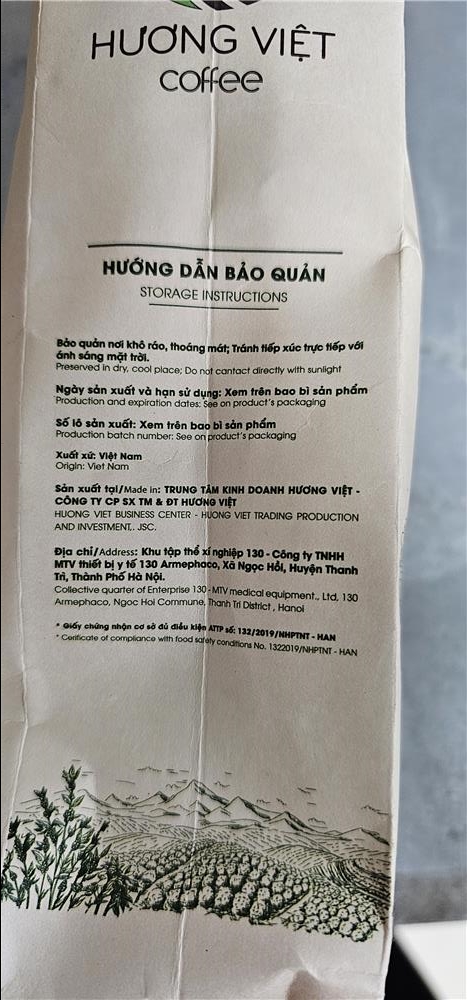 HƯƠNG VIỆT
coffee
HƯỚNG DẪN BẢO QUẢN
STORAGE INSTRUCTIONS
Bảo quản nơi khô ráo, thoáng mát; Tránh tiếp xúc trực tiếp với
ánh sáng mặt trời.
Preserved in dry, cool place; Do not cantact directly with sunlight
Ngày sản xuất và hạn sử dụng: Xem trên bao bì sản phẩm
Production and expiration dates: See on product's packaging
Số lô sản xuất: Xem trên bao bì sản phẩm
Production batch number: See on product's packaging
Xuất xứ: Việt Nam
Origin: Viet Nam
Sản xuất tại/Made in: TRUNG TÂM KINH DOANH HƯƠNG VIỆT -
CÔNG TY CP SX TM & ĐT HƯƠNG VIỆT
HUONG VIET BUSINESS CENTER - HUONG VIET TRADING PRODUCTION
AND INVESTMENT,. JSC.
Địa chỉ/Address: Khu tập thể xí nghiệp 130 - Công ty TNHH
MTV thiết bị y tế 130 Armephaco, Xã Ngọc Hồi, Huyện Thanh
Trì, Thành Phố Hà Nội.
Collective quarter of Enterprise 130 - MTV medical equipment., Ltd, 130
Armephaco, Ngoc Hoi Commune, Thanh Tri District , Hanoi
* Giấy chứng nhận cơ sở đủ điều kiện ATTP số: 132/2019/NHPTNT - HAN
* Cerificate of compliance with food safety conditions No. 1322019/NHPTNT - HAN